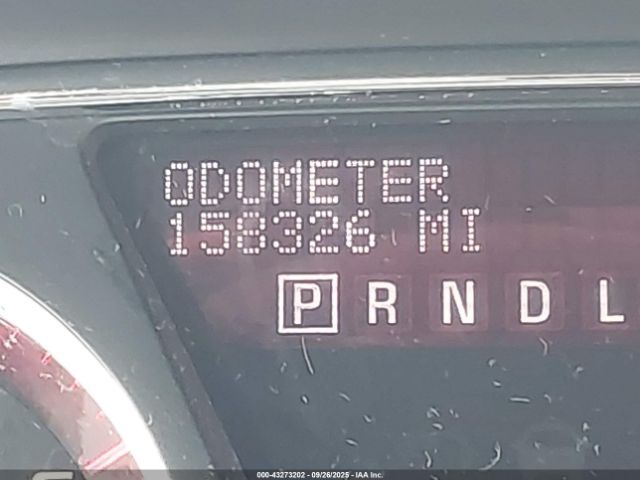 ODOMETER
158326 MI
P R N D L
000-43273202 - 09/26/2025 - IAA Inc.